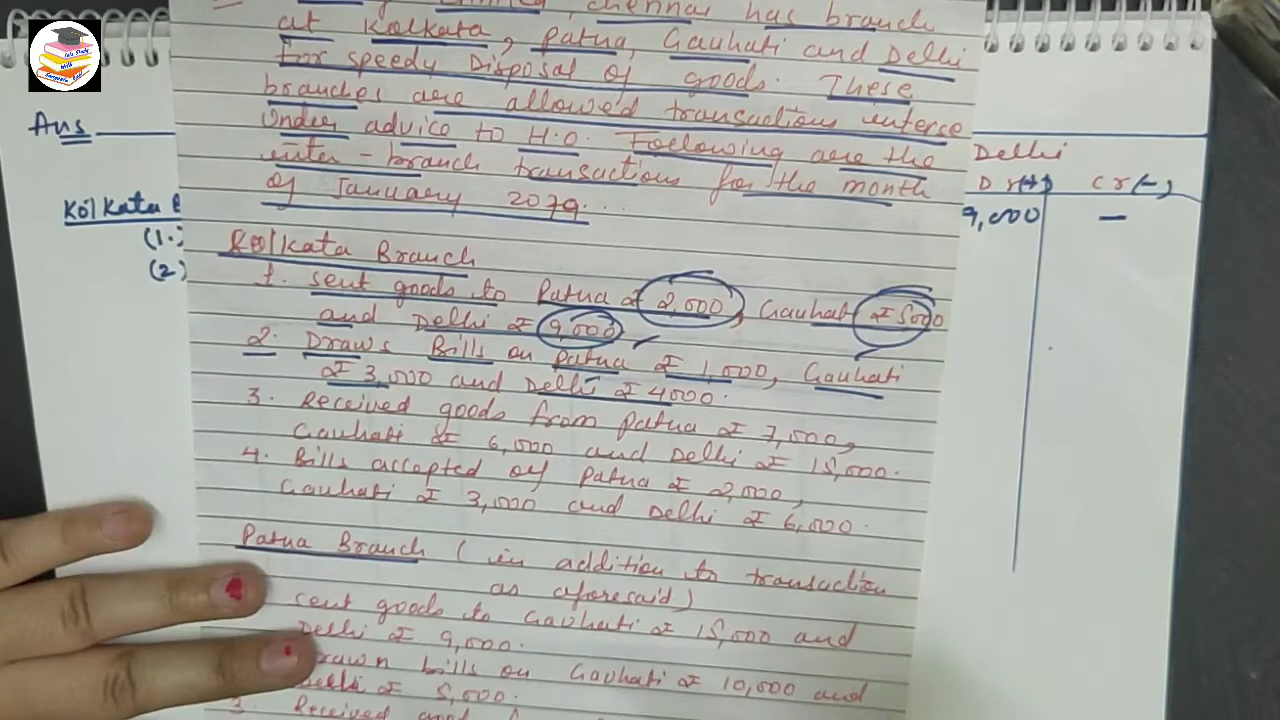 Limited, Chennai has branch
at Kolkata, Patna, Gauhati and Delhi
for speedy Disposal of goods. These
branches are allowed transactions interse
under advice to H.O. Following are the
inter-branch transactions for the month
of January 2079.
Kolkata Branch
1. sent goods to Patna ₹ 2,000, Gauhati ₹ 5000
and Delhi ₹ 9,000
2. Draws Bills on Patna ₹ 1,000, Gauhati
₹ 3,000 and Delhi ₹ 4000.
3. Received goods from Patna ₹ 7,000,
Gauhati ₹ 6,000 and Delhi ₹ 15,000.
4. Bills accepted of Patna ₹ 2,000,
Gauhati ₹ 3,000 and Delhi ₹ 6,000.
Patna Branch (in addition to transaction
as aforesaid)
sent goods to Gauhati ₹ 15,000 and
Delhi ₹ 9,000.
Drawn bills on Gauhati ₹ 10,000 and
Delhi ₹ 5,000.
3. Received
Ans
Kolkata
(1.)
(2)
Delhi
Dr(+) Cr(-)
9,000 —
Lets Study
With